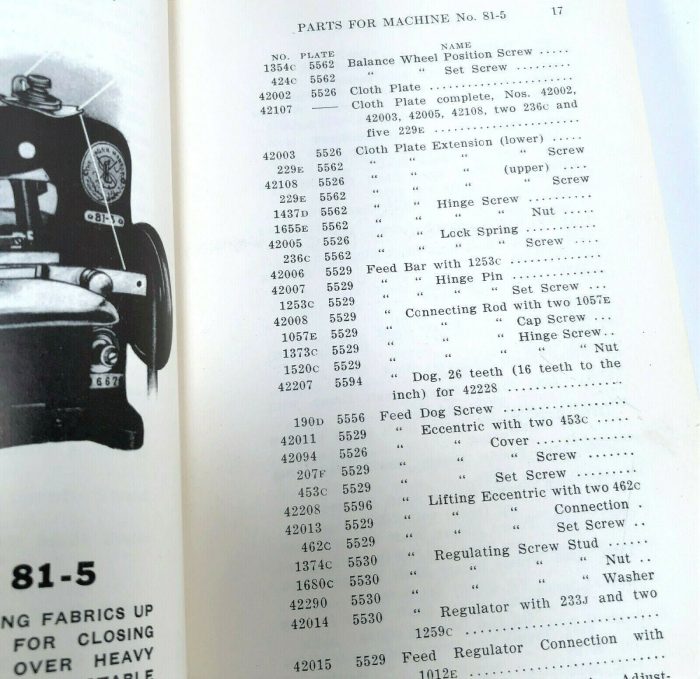 81-5
667
81-5
NG FABRICS UP
FOR CLOSING
OVER HEAVY
TABLE
PARTS FOR MACHINE No. 81-5 17
NO. PLATE NAME
1354C 5562 Balance Wheel Position Screw .....
424C 5562 " " Set Screw .........
42002 5526 Cloth Plate ......................
42107 —— Cloth Plate complete, Nos. 42002,
42003, 42005, 42108, two 236C and
five 229E ......................
42003 5526 Cloth Plate Extension (lower) .....
229E 5562 " " " " Screw
42108 5526 " " " (upper) ....
229E 5562 " " " " Screw
1437D 5562 " " Hinge Screw ..........
1655E 5562 " " " " Nut .....
42005 5526 " " Lock Spring ...........
236C 5562 " " " " Screw ....
42006 5529 Feed Bar with 1253C ..............
42007 5529 " " Hinge Pin ...............
1253C 5529 " " " " Set Screw ...
42008 5529 " Connecting Rod with two 1057E
1057E 5529 " " " Cap Screw ...
1373C 5529 " " " Hinge Screw..
1520C 5529 " " " " " Nut
42207 5594 " Dog, 26 teeth (16 teeth to the
inch) for 42228 .................
190D 5556 Feed Dog Screw ..................
42011 5529 " Eccentric with two 453C .....
42094 5526 " " Cover ..............
207F 5529 " " " Screw .......
453C 5529 " " Set Screw .........
42208 5596 " Lifting Eccentric with two 462C
42013 5529 " " " Connection .
462C 5529 " " " Set Screw ..
1374C 5530 " Regulating Screw Stud ......
1680C 5530 " " " " Nut ..
42290 5530 " " " " Washer
42014 5530 " Regulator with 233J and two
1259C ........................
42015 5529 Feed Regulator Connection with
1012E ........................
Adjust-